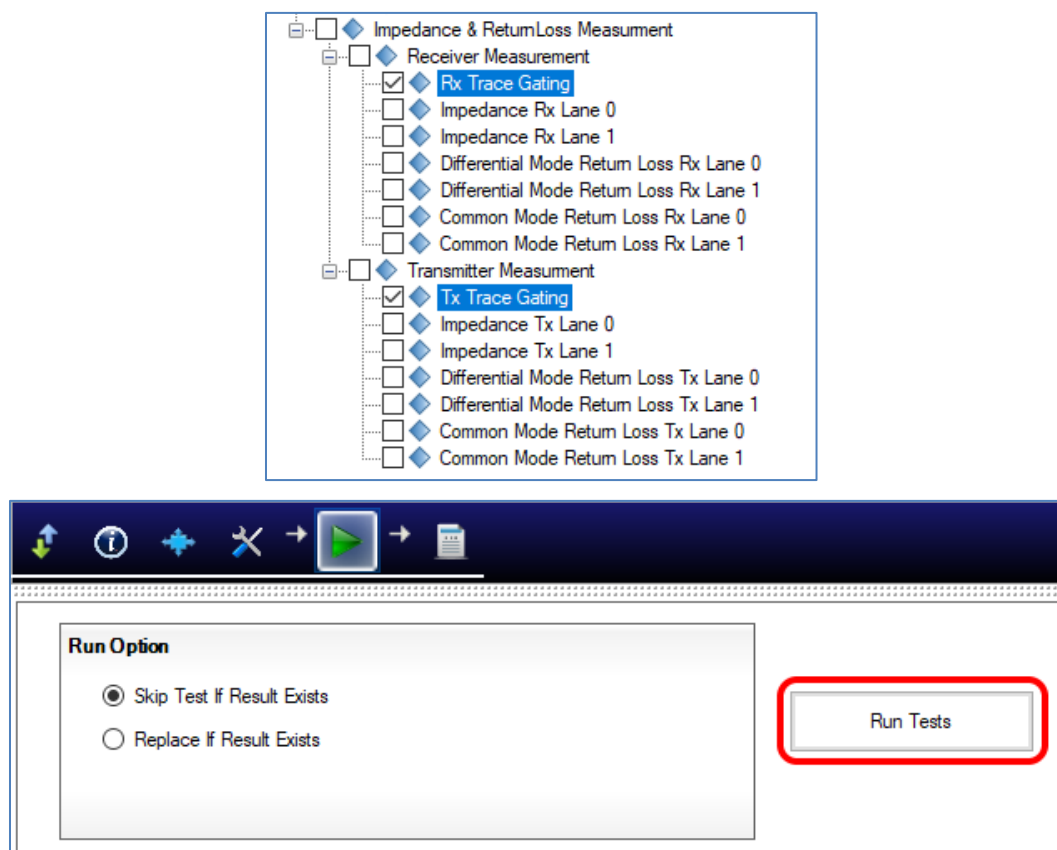 Impedance & ReturnLoss Measurment
Receiver Measurement
Rx Trace Gating
Impedance Rx Lane 0
Impedance Rx Lane 1
Differential Mode Return Loss Rx Lane 0
Differential Mode Return Loss Rx Lane 1
Common Mode Return Loss Rx Lane 0
Common Mode Return Loss Rx Lane 1
Transmitter Measurment
Tx Trace Gating
Impedance Tx Lane 0
Impedance Tx Lane 1
Differential Mode Return Loss Tx Lane 0
Differential Mode Return Loss Tx Lane 1
Common Mode Return Loss Tx Lane 0
Common Mode Return Loss Tx Lane 1
Run Option
Skip Test If Result Exists
Replace If Result Exists
Run Tests